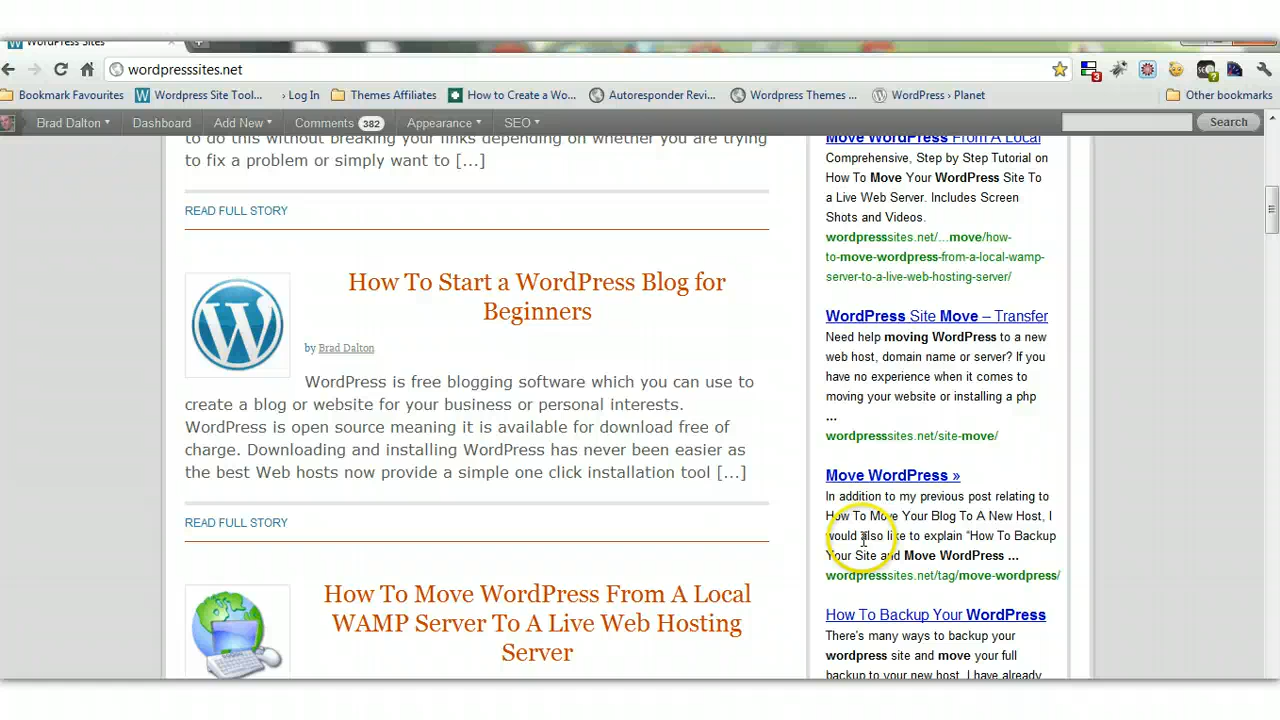 WordPress Sites
wordpresssites.net
3
Bookmark Favourites
Wordpress Site Tool...
› Log In
Themes Affiliates
How to Create a Wo...
Autoresponder Revi...
Wordpress Themes ...
WordPress › Planet
Other bookmarks
Brad Dalton
Dashboard
Add New
Comments 382
Appearance
SEO
Search
to do this without breaking your links depending on whether you are trying
to fix a problem or simply want to [...]
READ FULL STORY
How To Start a WordPress Blog for
Beginners
by Brad Dalton
WordPress is free blogging software which you can use to
create a blog or website for your business or personal interests.
WordPress is open source meaning it is available for download free of
charge. Downloading and installing WordPress has never been easier as
the best Web hosts now provide a simple one click installation tool [...]
READ FULL STORY
How To Move WordPress From A Local
WAMP Server To A Live Web Hosting
Server
Move WordPress From A Local
Comprehensive, Step by Step Tutorial on
How To Move Your WordPress Site To
a Live Web Server. Includes Screen
Shots and Videos.
wordpresssites.net/...move/how-
to-move-wordpress-from-a-local-wamp-
server-to-a-live-web-hosting-server/
WordPress Site Move – Transfer
Need help moving WordPress to a new
web host, domain name or server? If you
have no experience when it comes to
moving your website or installing a php
...
wordpresssites.net/site-move/
Move WordPress »
In addition to my previous post relating to
How To Move Your Blog To A New Host, I
would also like to explain "How To Backup
Your Site and Move WordPress ...
wordpresssites.net/tag/move-wordpress/
How To Backup Your WordPress
There's many ways to backup your
wordpress site and move your full
backup to your new host. I have already